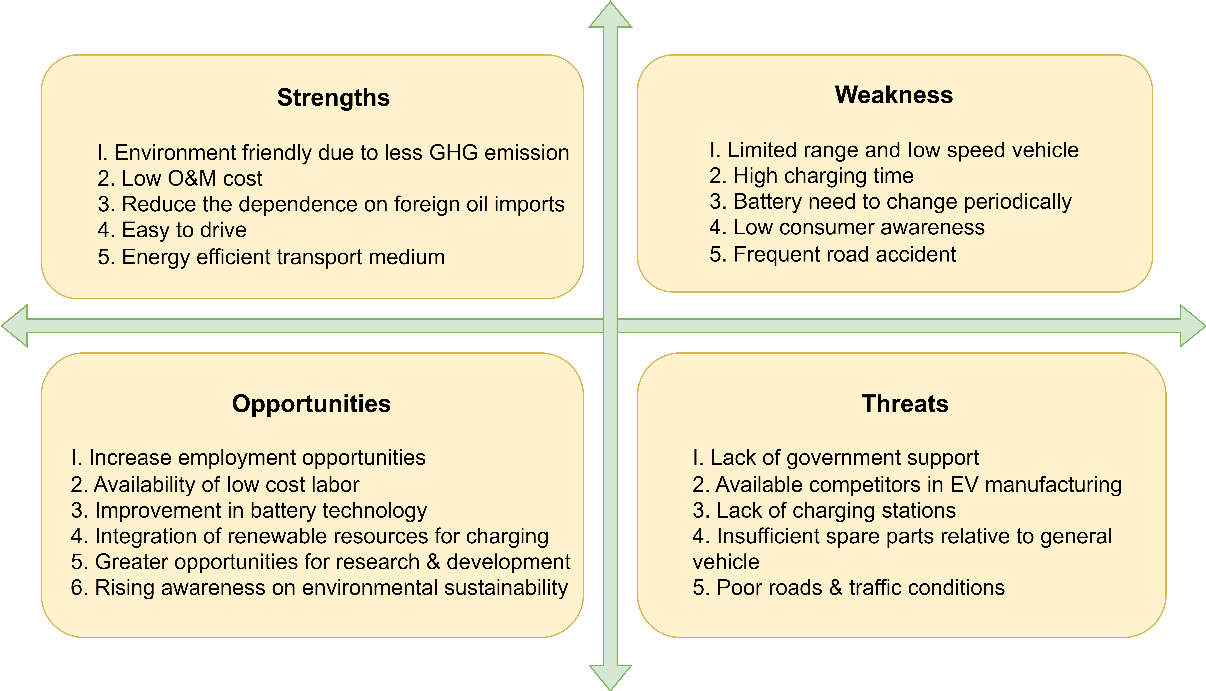 Strengths
I. Environment friendly due to less GHG emission
2. Low O&M cost
3. Reduce the dependence on foreign oil imports
4. Easy to drive
5. Energy efficient transport medium
Weakness
I. Limited range and low speed vehicle
2. High charging time
3. Battery need to change periodically
4. Low consumer awareness
5. Frequent road accident
Opportunities
I. Increase employment opportunities
2. Availability of low cost labor
3. Improvement in battery technology
4. Integration of renewable resources for charging
5. Greater opportunities for research & development
6. Rising awareness on environmental sustainability
Threats
I. Lack of government support
2. Available competitors in EV manufacturing
3. Lack of charging stations
4. Insufficient spare parts relative to general
vehicle
5. Poor roads & traffic conditions